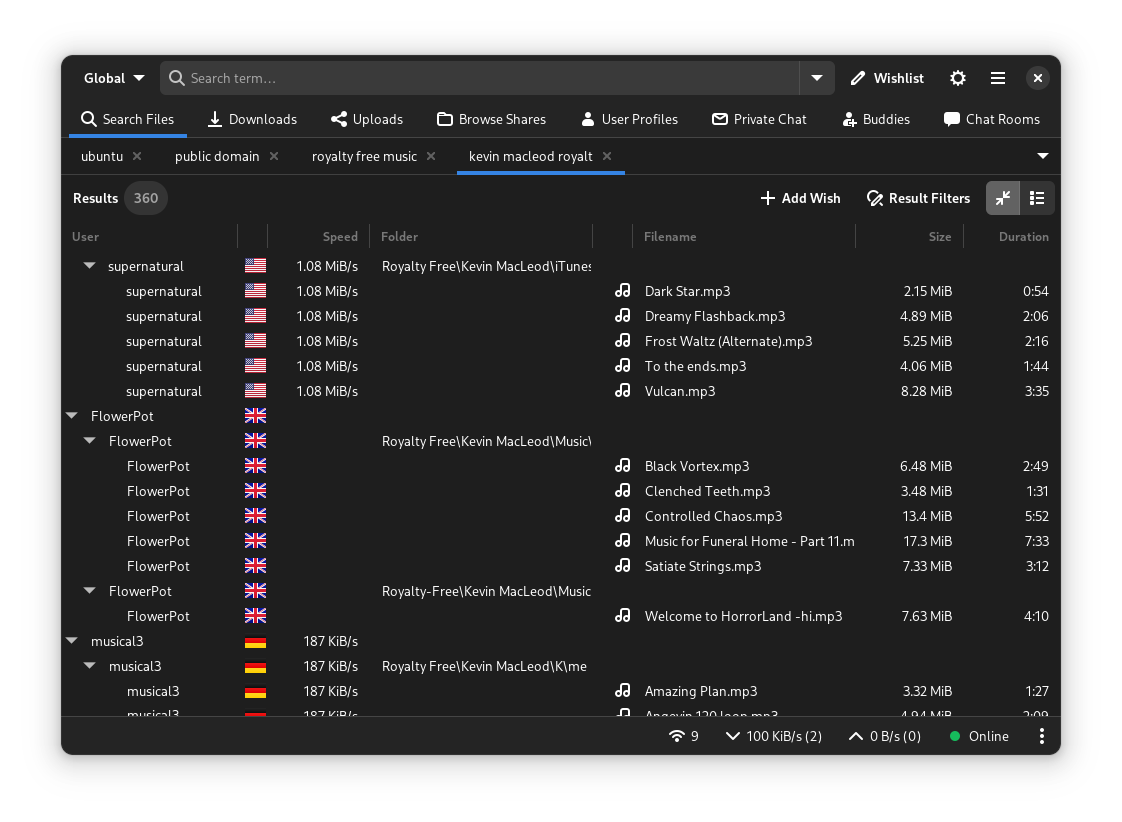 Global Search term... Wishlist
Search Files Downloads Uploads Browse Shares User Profiles Private Chat Buddies Chat Rooms
ubuntu public domain royalty free music kevin macleod royalt
Results 360 Add Wish Result Filters
User Speed Folder Filename Size Duration
supernatural 1.08 MiB/s Royalty Free\Kevin MacLeod\iTunes
supernatural 1.08 MiB/s Dark Star.mp3 2.15 MiB 0:54
supernatural 1.08 MiB/s Dreamy Flashback.mp3 4.89 MiB 2:06
supernatural 1.08 MiB/s Frost Waltz (Alternate).mp3 5.25 MiB 2:16
supernatural 1.08 MiB/s To the ends.mp3 4.06 MiB 1:44
supernatural 1.08 MiB/s Vulcan.mp3 8.28 MiB 3:35
FlowerPot
FlowerPot Royalty Free\Kevin MacLeod\Music\
FlowerPot Black Vortex.mp3 6.48 MiB 2:49
FlowerPot Clenched Teeth.mp3 3.48 MiB 1:31
FlowerPot Controlled Chaos.mp3 13.4 MiB 5:52
FlowerPot Music for Funeral Home - Part 11.m 17.3 MiB 7:33
FlowerPot Satiate Strings.mp3 7.33 MiB 3:12
FlowerPot Royalty-Free\Kevin MacLeod\Music
FlowerPot Welcome to HorrorLand -hi.mp3 7.63 MiB 4:10
musical3 187 KiB/s
musical3 187 KiB/s Royalty Free\Kevin MacLeod\K\me
musical3 187 KiB/s Amazing Plan.mp3 3.32 MiB 1:27
musical3 187 KiB/s Angevin 120 loop.mp3 4.94 MiB 2:09
9 100 KiB/s (2) 0 B/s (0) Online